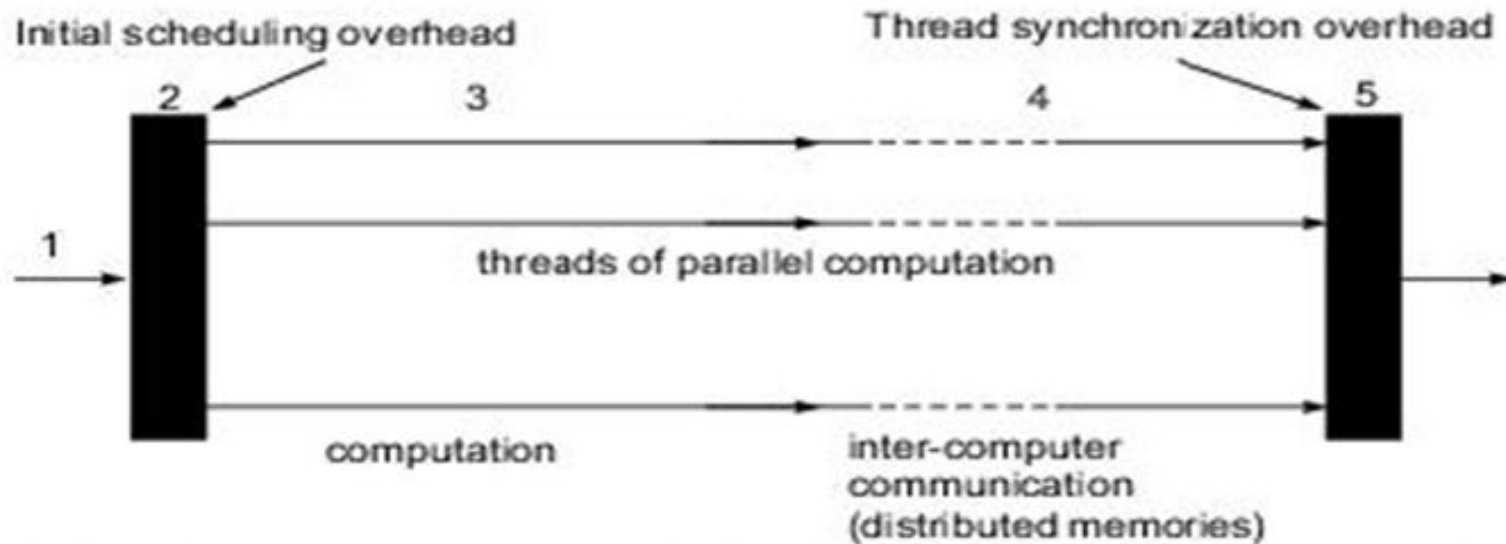 Initial scheduling overhead
Thread synchronization overhead
2
3
4
5
1
threads of parallel computation
computation
inter-computer
communication
(distributed memories)